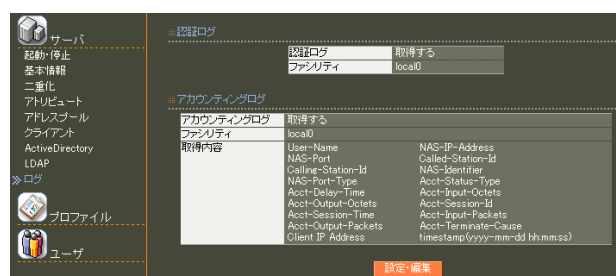 サーバ
起動・停止
基本情報
二重化
アトリビュート
アドレスプール
クライアント
ActiveDirectory
LDAP
ログ
プロファイル
ユーザ
認証ログ
認証ログ 取得する
ファシリティ local0
アカウンティングログ
アカウンティングログ 取得する
ファシリティ local0
取得内容 User-Name NAS-IP-Address
NAS-Port Called-Station-Id
Calling-Station-Id NAS-Identifier
NAS-Port-Type Acct-Status-Type
Acct-Delay-Time Acct-Input-Octets
Acct-Output-Octets Acct-Session-Id
Acct-Session-Time Acct-Input-Packets
Acct-Output-Packets Acct-Terminate-Cause
Client IP Address timestamp(yyyy-mm-dd hh:mm:ss)
設定・編集